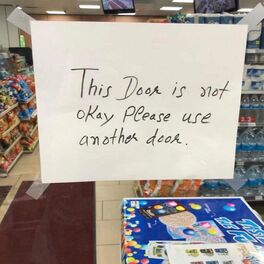 This Door is not
okay Please use
another door.